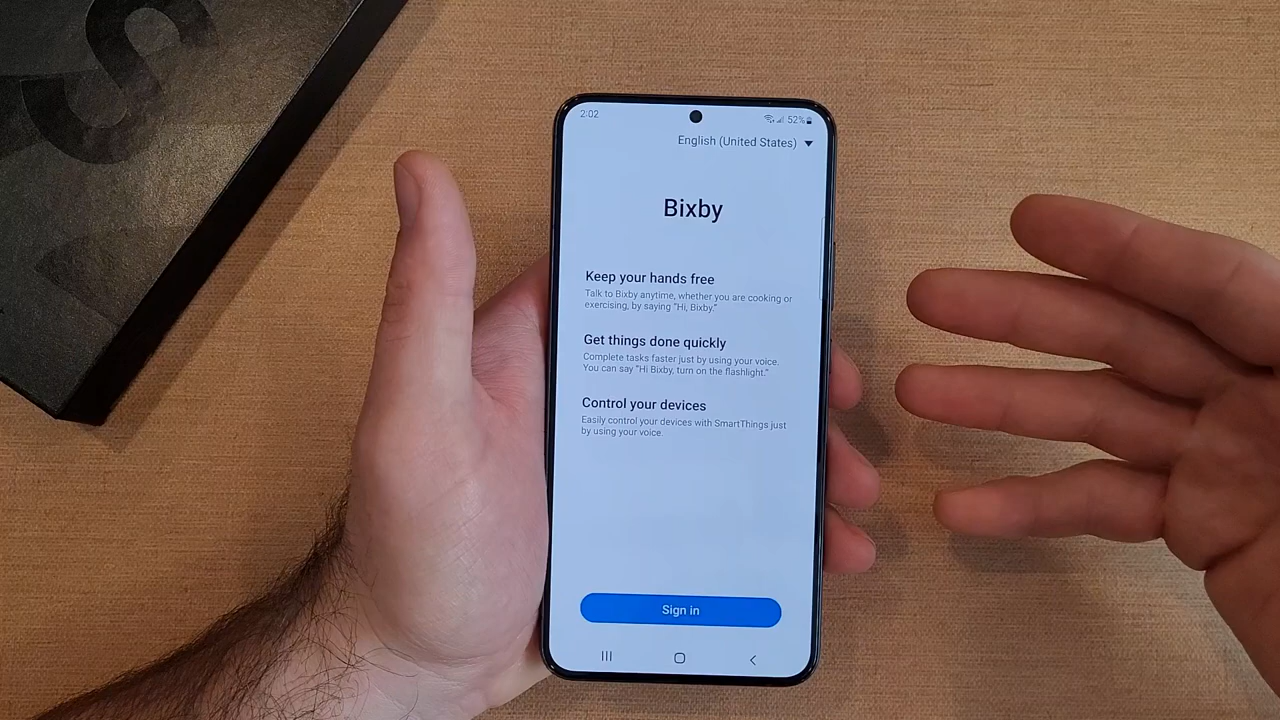 S
2:02
52%
English (United States)
Bixby
Keep your hands free
Talk to Bixby anytime, whether you are cooking or
exercising, by saying "Hi, Bixby."
Get things done quickly
Complete tasks faster just by using your voice.
You can say "Hi Bixby, turn on the flashlight."
Control your devices
Easily control your devices with SmartThings just
by using your voice.
Sign in